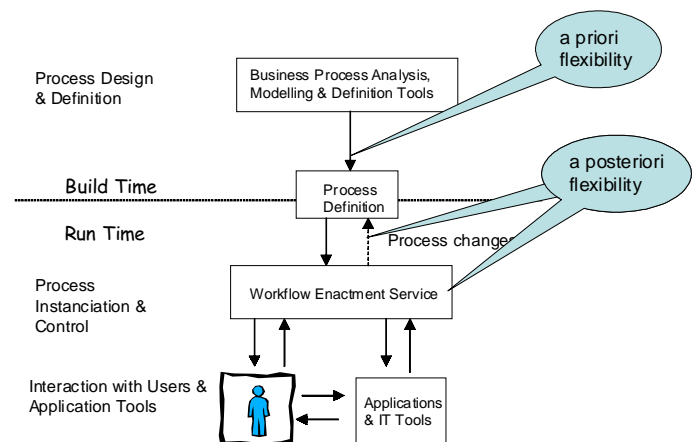 a priori
flexibility
Process Design
& Definition
Business Process Analysis,
Modelling & Definition Tools
a posteriori
flexibility
Build Time
Process
Definition
Run Time
Process changes
Process
Instanciation &
Control
Workflow Enactment Service
Interaction with Users &
Application Tools
Applications
& IT Tools